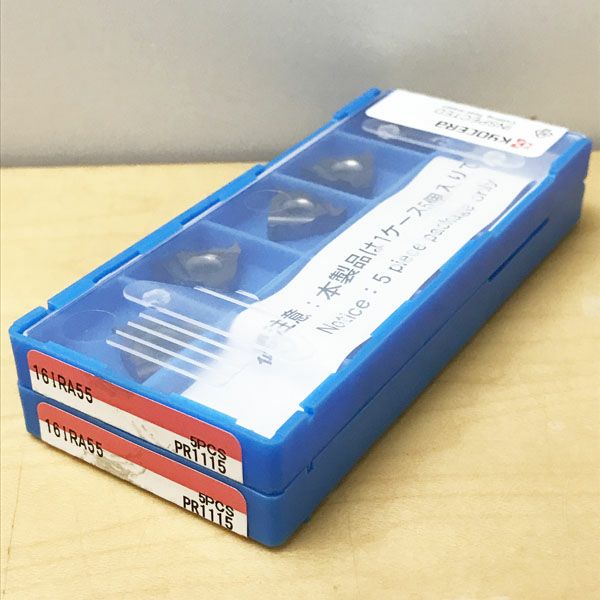 KYOCERA
INSPECTED
注意：本製品は1ケース5個入りで
Notice : 5 piece package only
16IRA55
5PCS
PR1115
16IRA55
5PCS
PR1115